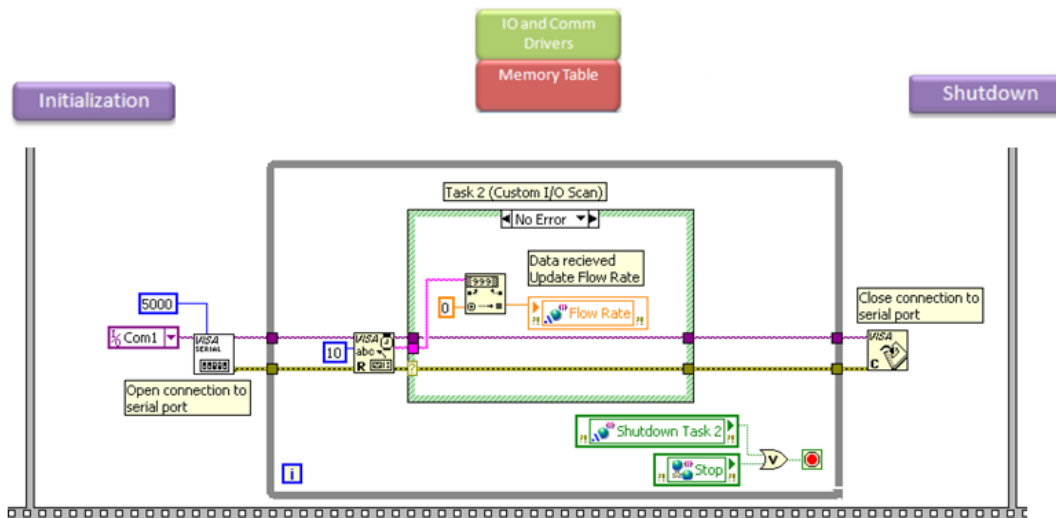 IO and Comm
Drivers
Memory Table
Initialization
Shutdown
Task 2 (Custom I/O Scan)
No Error
Data recieved
Update Flow Rate
999
0
Flow Rate
5000
I/O Com1
VISA
SERIAL
10
VISA
abc
R
?
Open connection to
serial port
Close connection to
serial port
VISA
C
Shutdown Task 2
Stop
V
i